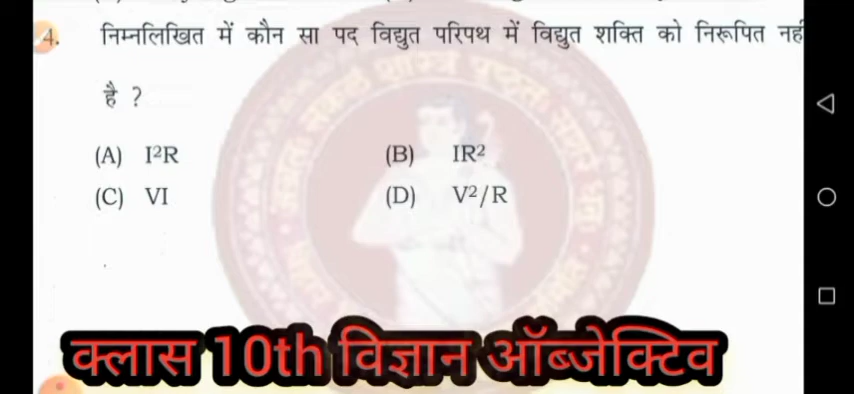 4. निम्नलिखित में कौन सा पद विद्युत परिपथ में विद्युत शक्ति को निरूपित नहीं
है ?
(A) I²R (B) IR²
(C) VI (D) V²/R
क्लास 10th विज्ञान ऑब्जेक्टिव